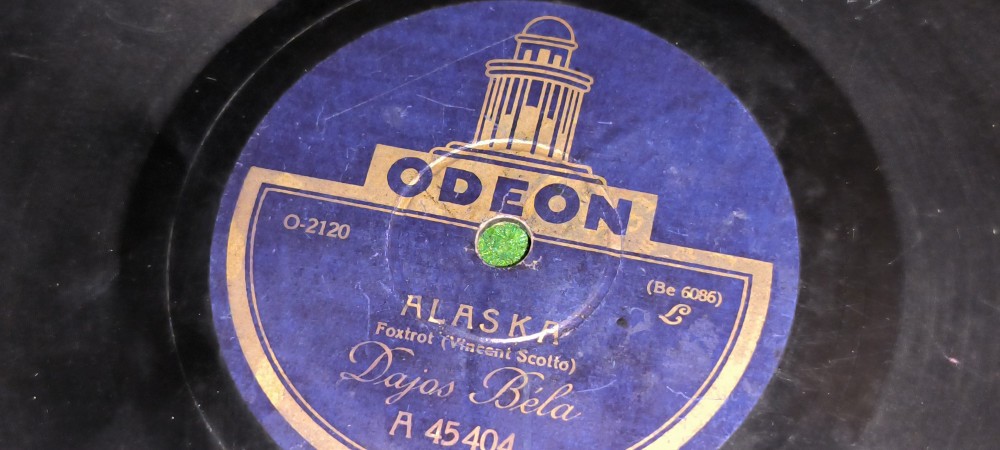 ODEON
O-2120
(Be 6086)
L
ALASKA
Foxtrot (Vincent Scotto)
Dajos Béla
A 45404